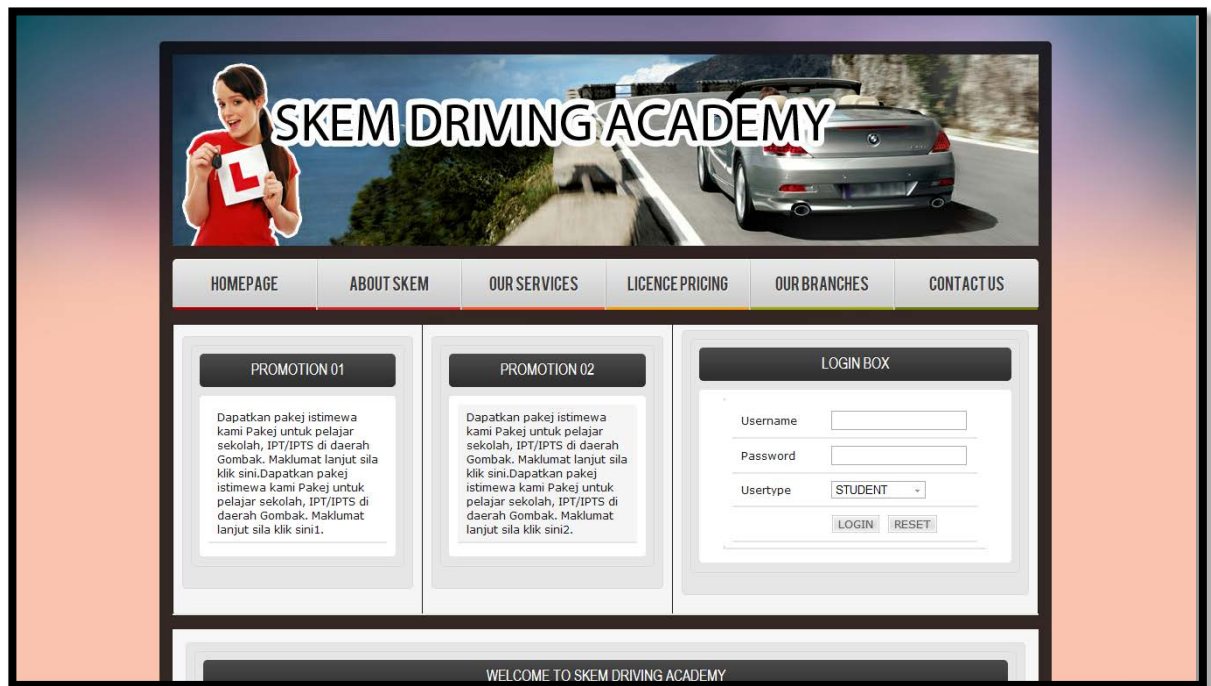 SKEM DRIVING ACADEMY
L
HOMEPAGE
ABOUT SKEM
OUR SERVICES
LICENCE PRICING
OUR BRANCHES
CONTACT US
PROMOTION 01
Dapatkan pakej istimewa
kami Pakej untuk pelajar
sekolah, IPT/IPTS di daerah
Gombak. Maklumat lanjut sila
klik sini.Dapatkan pakej
istimewa kami Pakej untuk
pelajar sekolah, IPT/IPTS di
daerah Gombak. Maklumat
lanjut sila klik sini1.
PROMOTION 02
Dapatkan pakej istimewa
kami Pakej untuk pelajar
sekolah, IPT/IPTS di daerah
Gombak. Maklumat lanjut sila
klik sini.Dapatkan pakej
istimewa kami Pakej untuk
pelajar sekolah, IPT/IPTS di
daerah Gombak. Maklumat
lanjut sila klik sini2.
LOGIN BOX
Username
Password
Usertype STUDENT
LOGIN RESET
WELCOME TO SKEM DRIVING ACADEMY